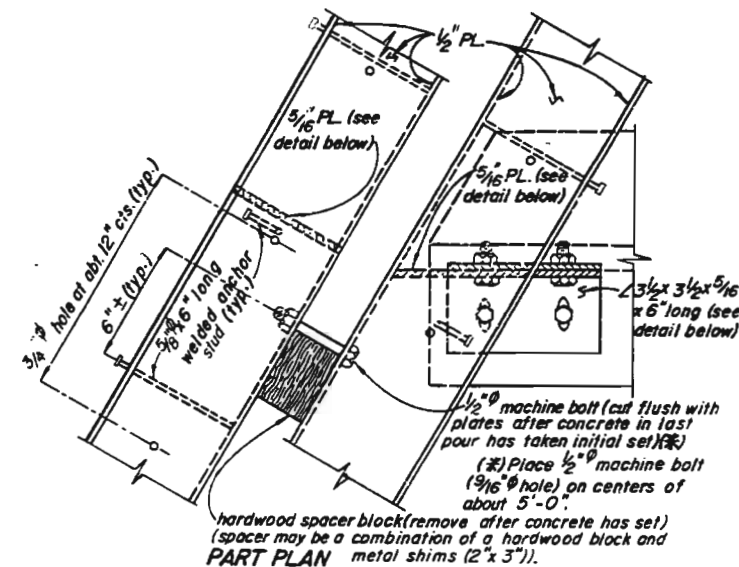 1/2" PL.
5/16" PL. (see
detail below)
5/16" PL. (see
detail below)
3/4" φ hole at abt. 12" cts. (typ.)
6" ± (typ.)
5/8" φ x 6" long
welded anchor
stud (typ.)
L 3 1/2 x 3 1/2 x 5/16
x 6" long (see
detail below)
1/2" φ machine bolt (cut flush with
plates after concrete in last
pour has taken initial set)(*)
(*) Place 1/2" φ machine bolt
(9/16" φ hole) on centers of
about 5'-0".
hardwood spacer block (remove after concrete has set)
(spacer may be a combination of a hardwood block and
PART PLAN metal shims (2" x 3")).